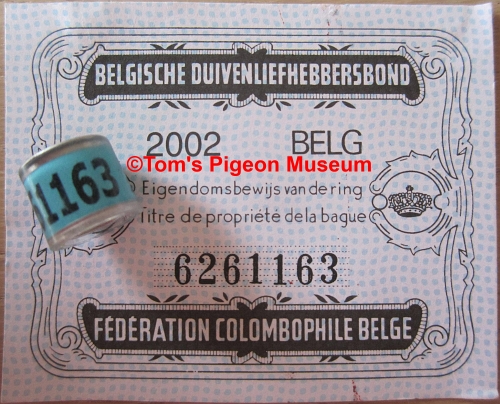 BELGISCHE DUIVENLIEFHEBBERSBOND
2002 BELG
©Tom's Pigeon Museum
1163
Eigendomsbewijs van de ring
Titre de propriété de la bague
6261163
FÉDÉRATION COLOMBOPHILE BELGE